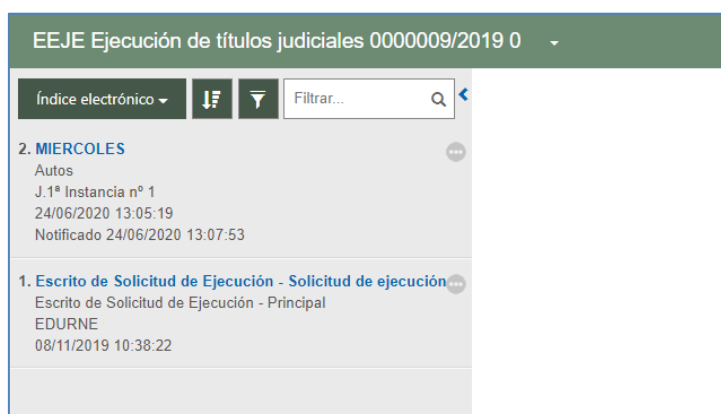 EEJE Ejecución de títulos judiciales 0000009/2019 0
Índice electrónico
Filtrar...
2. MIERCOLES
Autos
J.1ª Instancia nº 1
24/06/2020 13:05:19
Notificado 24/06/2020 13:07:53
1. Escrito de Solicitud de Ejecución - Solicitud de ejecución
Escrito de Solicitud de Ejecución - Principal
EDURNE
08/11/2019 10:38:22